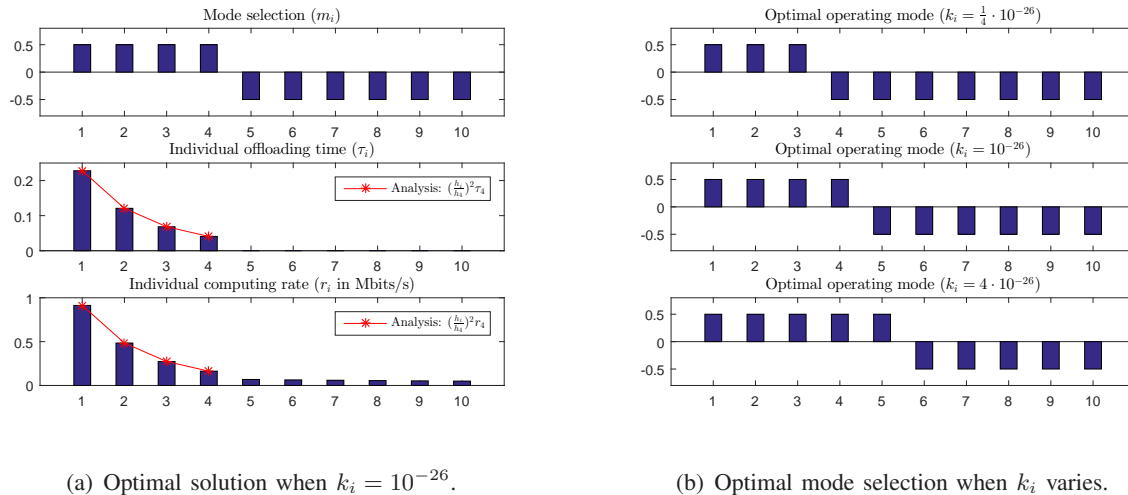 Mode selection (m_i)
0.5
0
-0.5
1 2 3 4 5 6 7 8 9 10
Individual offloading time (τ_i)
0.2
0.1
0
Analysis: (h_i/h_4)²τ_4
1 2 3 4 5 6 7 8 9 10
Individual computing rate (r_i in Mbits/s)
1
0.5
0
Analysis: (h_i/h_4)²r_4
1 2 3 4 5 6 7 8 9 10
(a) Optimal solution when k_i = 10^{-26}.
Optimal operating mode (k_i = 1/4 · 10^{-26})
0.5
0
-0.5
1 2 3 4 5 6 7 8 9 10
Optimal operating mode (k_i = 10^{-26})
0.5
0
-0.5
1 2 3 4 5 6 7 8 9 10
Optimal operating mode (k_i = 4 · 10^{-26})
0.5
0
-0.5
1 2 3 4 5 6 7 8 9 10
(b) Optimal mode selection when k_i varies.